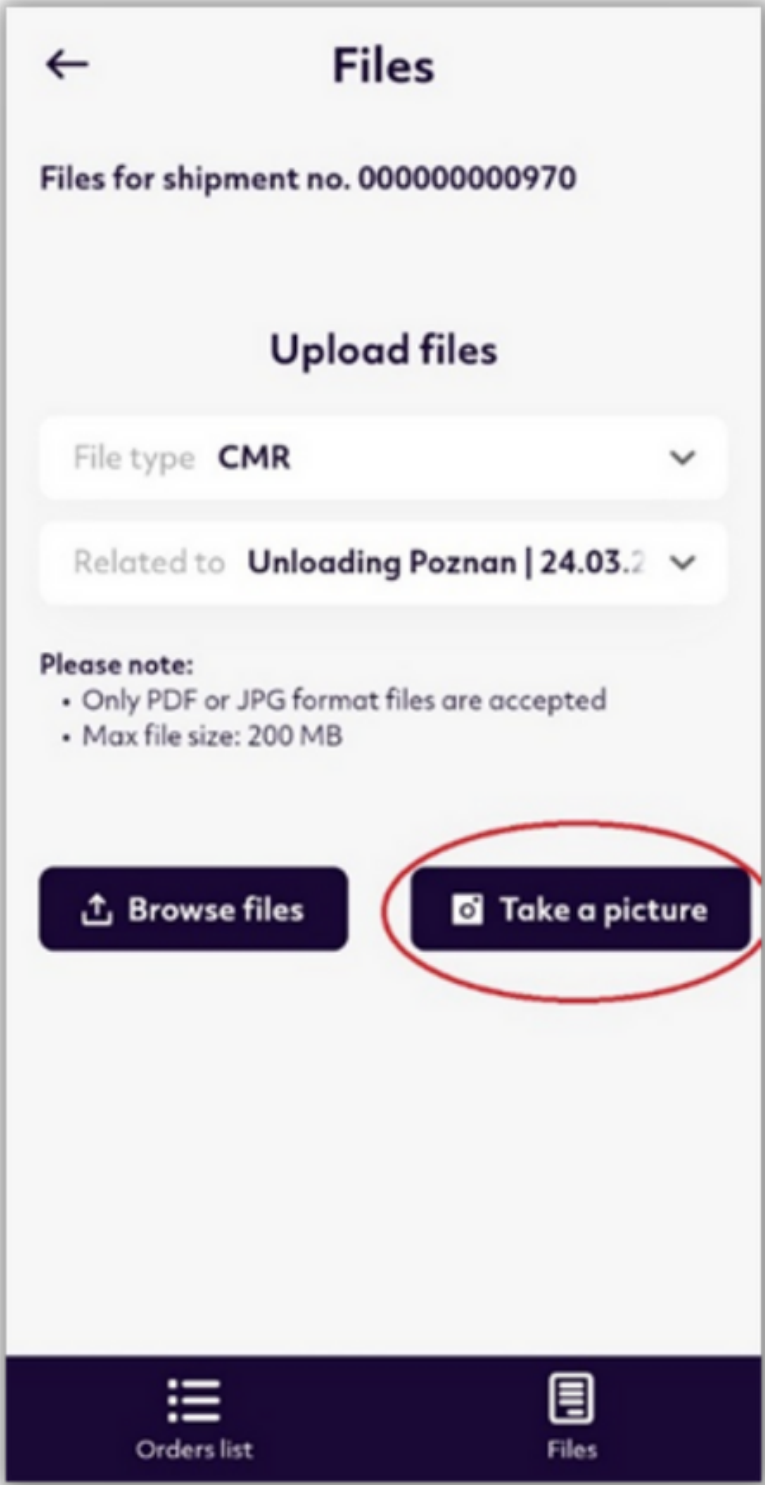 Files
Files for shipment no. 000000000970
Upload files
File type CMR
Related to Unloading Poznan | 24.03.2
Please note:
• Only PDF or JPG format files are accepted
• Max file size: 200 MB
Browse files
Take a picture
Orders list
Files